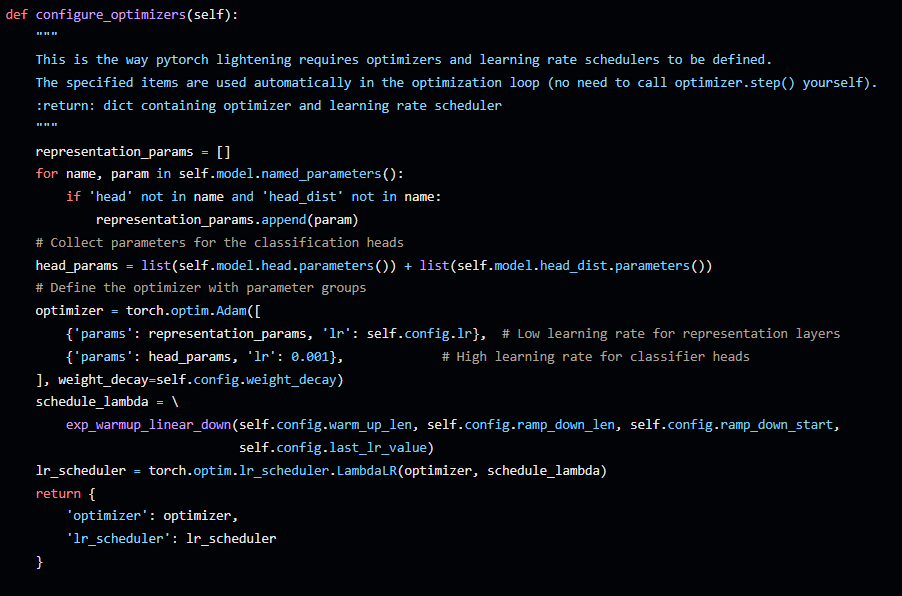 def configure_optimizers(self):
    """
    This is the way pytorch lightening requires optimizers and learning rate schedulers to be defined.
    The specified items are used automatically in the optimization loop (no need to call optimizer.step() yourself).
    :return: dict containing optimizer and learning rate scheduler
    """
    representation_params = []
    for name, param in self.model.named_parameters():
        if 'head' not in name and 'head_dist' not in name:
            representation_params.append(param)
    # Collect parameters for the classification heads
    head_params = list(self.model.head.parameters()) + list(self.model.head_dist.parameters())
    # Define the optimizer with parameter groups
    optimizer = torch.optim.Adam([
        {'params': representation_params, 'lr': self.config.lr},  # Low learning rate for representation layers
        {'params': head_params, 'lr': 0.001},             # High learning rate for classifier heads
    ], weight_decay=self.config.weight_decay)
    schedule_lambda = \
        exp_warmup_linear_down(self.config.warm_up_len, self.config.ramp_down_len, self.config.ramp_down_start,
                               self.config.last_lr_value)
    lr_scheduler = torch.optim.lr_scheduler.LambdaLR(optimizer, schedule_lambda)
    return {
        'optimizer': optimizer,
        'lr_scheduler': lr_scheduler
    }